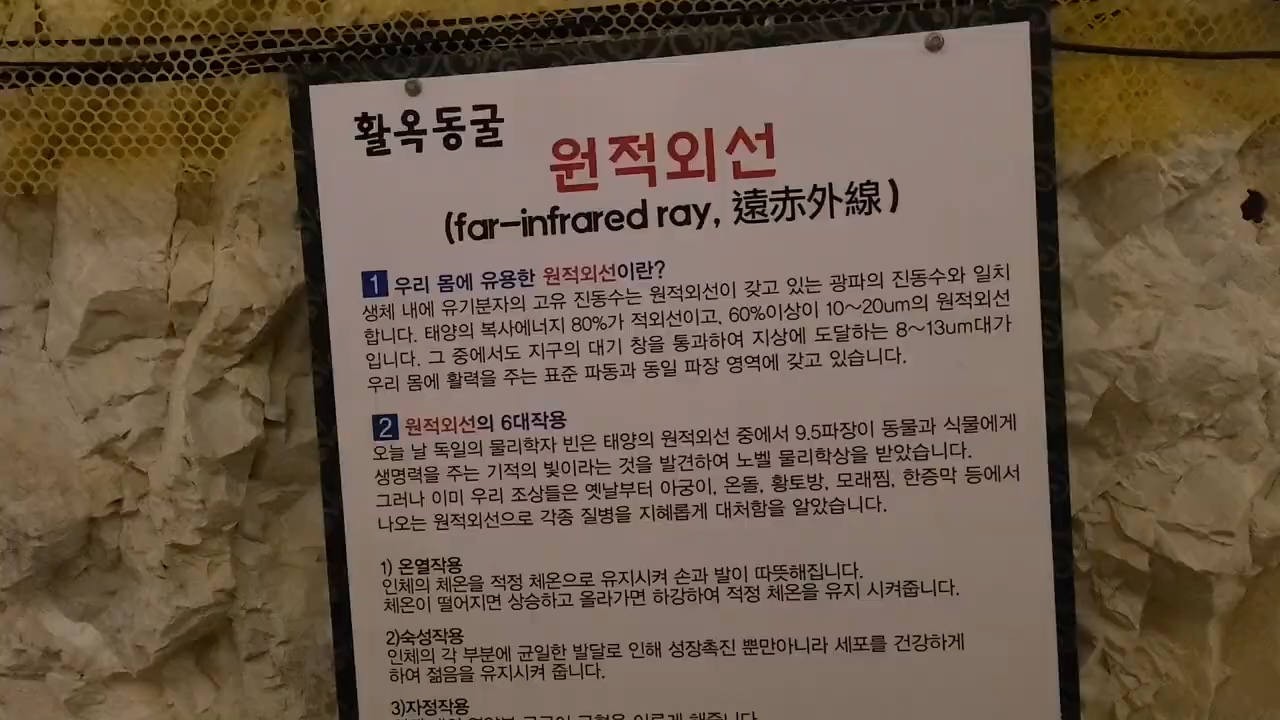 활옥동굴
원적외선
(far-infrared ray, 遠赤外線)
1 우리 몸에 유용한 원적외선이란?
생체 내에 유기분자의 고유 진동수는 원적외선이 갖고 있는 광파의 진동수와 일치
합니다. 태양의 복사에너지 80%가 적외선이고, 60%이상이 10~20um의 원적외선
입니다. 그 중에서도 지구의 대기 창을 통과하여 지상에 도달하는 8~13um대가
우리 몸에 활력을 주는 표준 파동과 동일 파장 영역에 갖고 있습니다.
2 원적외선의 6대작용
오늘 날 독일의 물리학자 빈은 태양의 원적외선 중에서 9.5파장이 동물과 식물에게
생명력을 주는 기적의 빛이라는 것을 발견하여 노벨 물리학상을 받았습니다.
그러나 이미 우리 조상들은 옛날부터 아궁이, 온돌, 황토방, 모래찜, 한증막 등에서
나오는 원적외선으로 각종 질병을 지혜롭게 대처함을 알았습니다.
1) 온열작용
인체의 체온을 적정 체온으로 유지시켜 손과 발이 따뜻해집니다.
체온이 떨어지면 상승하고 올라가면 하강하여 적정 체온을 유지 시켜줍니다.
2)숙성작용
인체의 각 부분에 균일한 발달로 인해 성장촉진 뿐만아니라 세포를 건강하게
하여 젊음을 유지시켜 줍니다.
3)자정작용